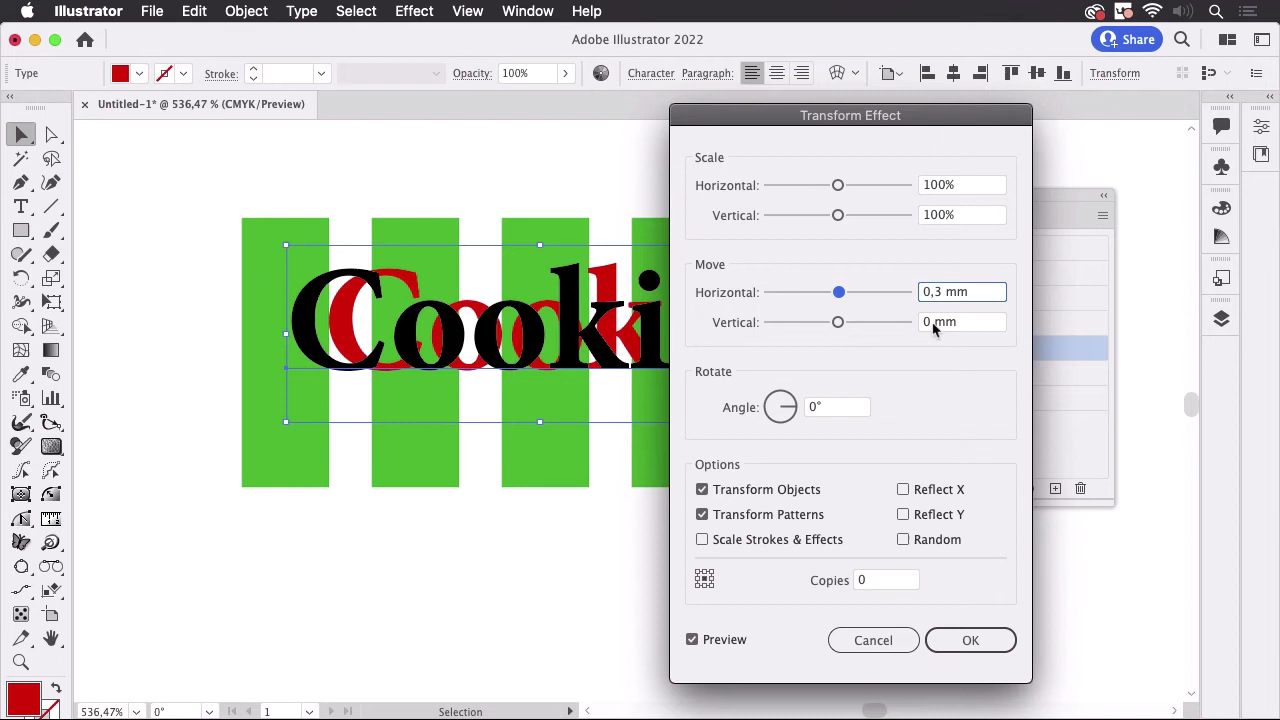 Illustrator File Edit Object Type Select Effect View Window Help
Adobe Illustrator 2022
Share
Type
Stroke:
Opacity: 100%
Character
Paragraph:
Transform
Untitled-1* @ 536,47 % (CMYK/Preview)
Cooki
Transform Effect
Scale
Horizontal: 100%
Vertical: 100%
Move
Horizontal: 0,3 mm
Vertical: 0 mm
Rotate
Angle: 0°
Options
Transform Objects
Reflect X
Transform Patterns
Reflect Y
Scale Strokes & Effects
Random
Copies 0
Preview
Cancel
OK
536,47%
0°
1
Selection